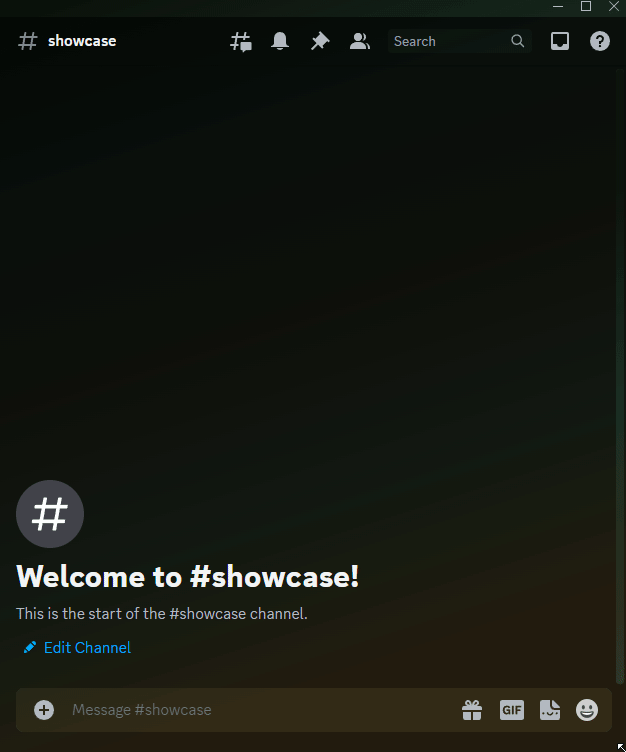 showcase
Search
Welcome to #showcase!
This is the start of the #showcase channel.
Edit Channel
Message #showcase
GIF